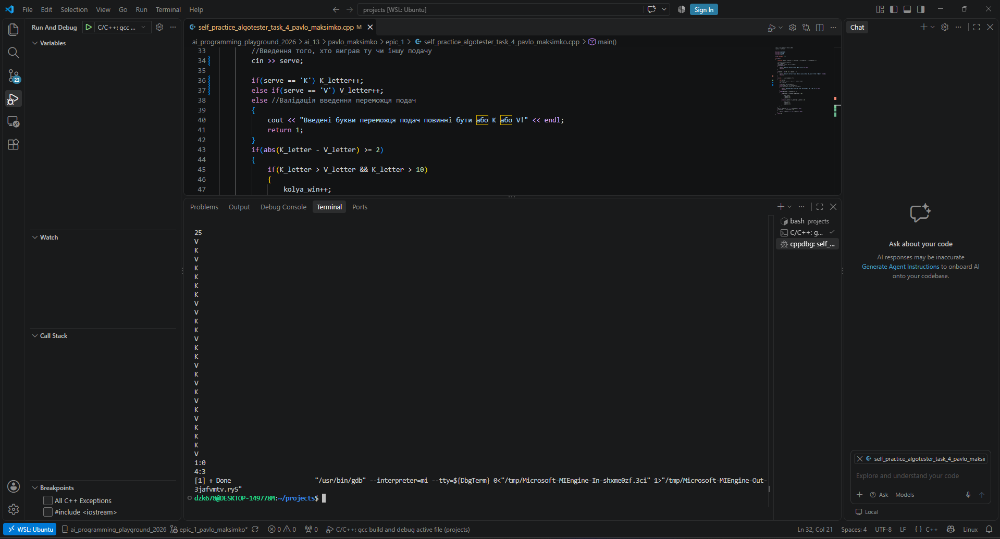 File Edit Selection View Go Run Terminal Help
projects [WSL: Ubuntu]
Sign In
Run And Debug
C/C++: gcc ...
self_practice_algotester_task_4_pavlo_maksimko.cpp M
Chat
Variables
ai_programming_playground_2026 > ai_13 > pavlo_maksimko > epic_1 > self_practice_algotester_task_4_pavlo_maksimko.cpp > main()
33 //Введення того, хто виграв ту чи іншу подачу
34 cin >> serve;
35
36 if(serve == 'K') K_letter++;
37 else if(serve == 'V') V_letter++;
38 else //Валідація введення переможця подач
39 {
40 cout << "Введені букви переможця подач повинні бути або K або V!" << endl;
41 return 1;
42 }
43 if(abs(K_letter - V_letter) >= 2)
44 {
45 if(K_letter > V_letter && K_letter > 10)
46 {
47 kolya_win++;
Problems Output Debug Console Terminal Ports
bash projects
C/C++: g...
cppdbg: self_...
25
V
K
V
K
K
K
K
V
V
K
K
V
K
K
V
K
V
K
V
K
V
K
K
K
V
1:0
4:3
[1] + Done "/usr/bin/gdb" --interpreter=mi --tty=${DbgTerm} 0<"/tmp/Microsoft-MIEngine-In-shxme0zf.3ci" 1>"/tmp/Microsoft-MIEngine-Out-
3jafvmtv.ry5"
dzk678@DESKTOP-149778M:~/projects$
Watch
Call Stack
Breakpoints
All C++ Exceptions
#include <iostream>
23
Ask about your code
AI responses may be inaccurate
Generate Agent Instructions to onboard AI
onto your codebase.
self_practice_algotester_task_4_pavlo_maksi
Explore and understand your code
Ask Models
Local
WSL: Ubuntu
ai_programming_playground_2026
epic_1_pavlo_maksimko*
0 0
0
C/C++: gcc build and debug active file (projects)
Ln 32, Col 21
Spaces: 4
UTF-8
LF
{ } C++
Linux